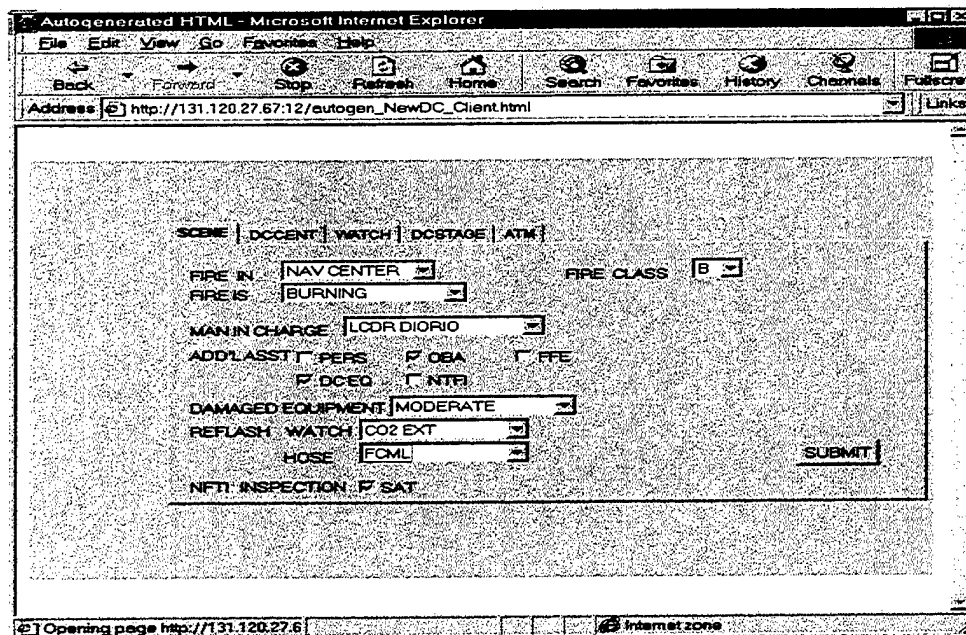 Autogenerated HTML - Microsoft Internet Explorer
File Edit View Go Favorites Help
Back Forward Stop Refresh Home Search Favorites History Channels Fullscre
Address http://131.120.27.67:12/autogen_NewDC_Client.html Links
SCENE DCCENT WATCH DCSTAGE ATM
FIRE IN NAV CENTER FIRE CLASS B
FIRE IS BURNING
MAN IN CHARGE LCDR DIORIO
ADD'L ASST PERS OBA FFE
DC EQ NTFI
DAMAGED EQUIPMENT MODERATE
REFLASH WATCH CO2 EXT
HOSE FCML
SUBMIT
NFTI INSPECTION SAT
Opening page http://131.120.27.6 Internet zone